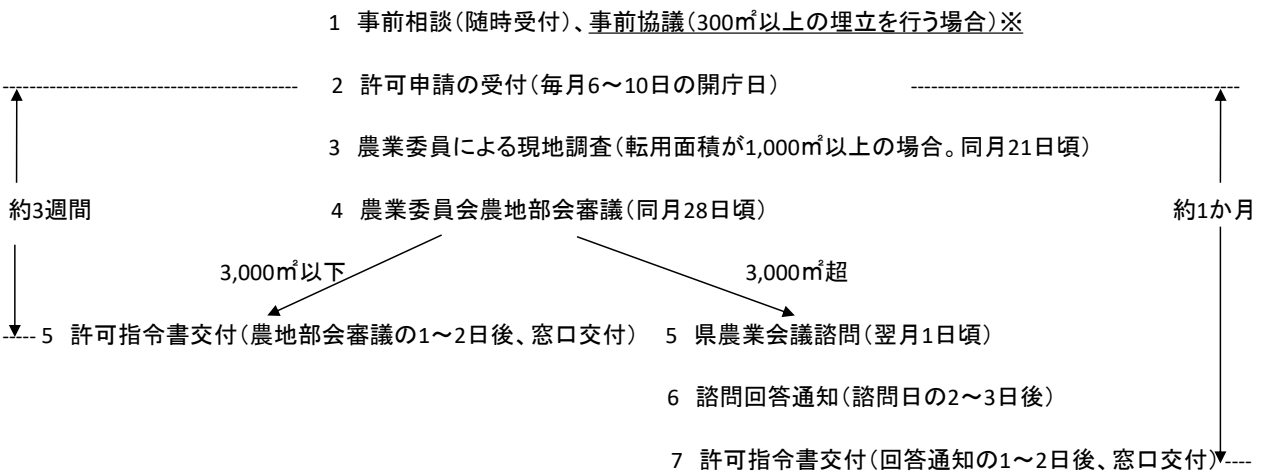 1 事前相談(随時受付)、事前協議(300㎡以上の埋立を行う場合)※
2 許可申請の受付(毎月6～10日の開庁日)
3 農業委員による現地調査(転用面積が1,000㎡以上の場合。同月21日頃)
約3週間
4 農業委員会農地部会審議(同月28日頃)
約1か月
3,000㎡以下
3,000㎡超
5 許可指令書交付(農地部会審議の1～2日後、窓口交付)
5 県農業会議諮問(翌月1日頃)
6 諮問回答通知(諮問日の2～3日後)
7 許可指令書交付(回答通知の1～2日後、窓口交付)